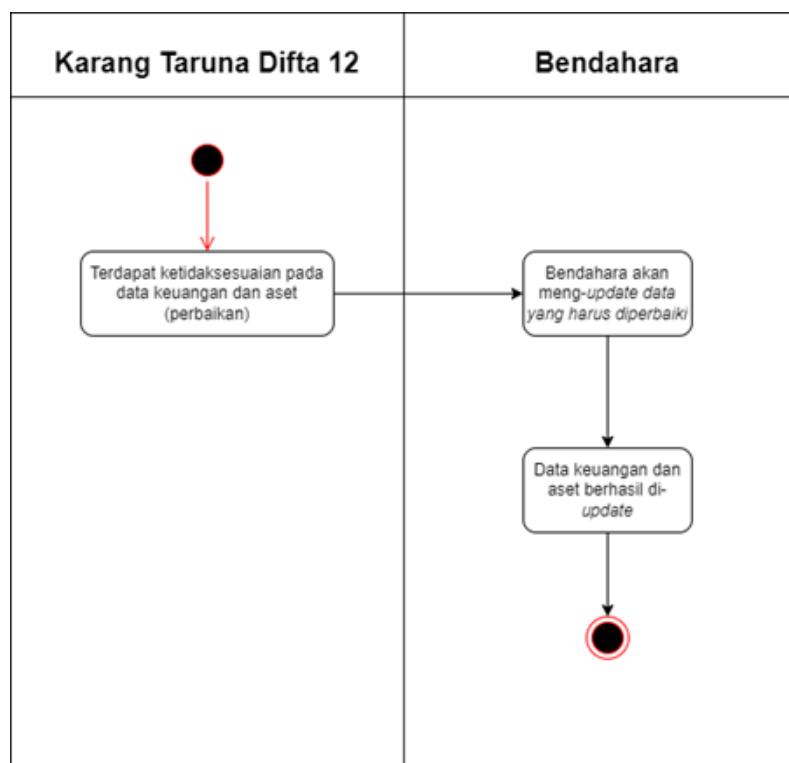 Karang Taruna Difta 12
Bendahara
Terdapat ketidaksesuaian pada
data keuangan dan aset
(perbaikan)
Bendahara akan
meng-update data
yang harus diperbaiki
Data keuangan dan
aset berhasil di-
update